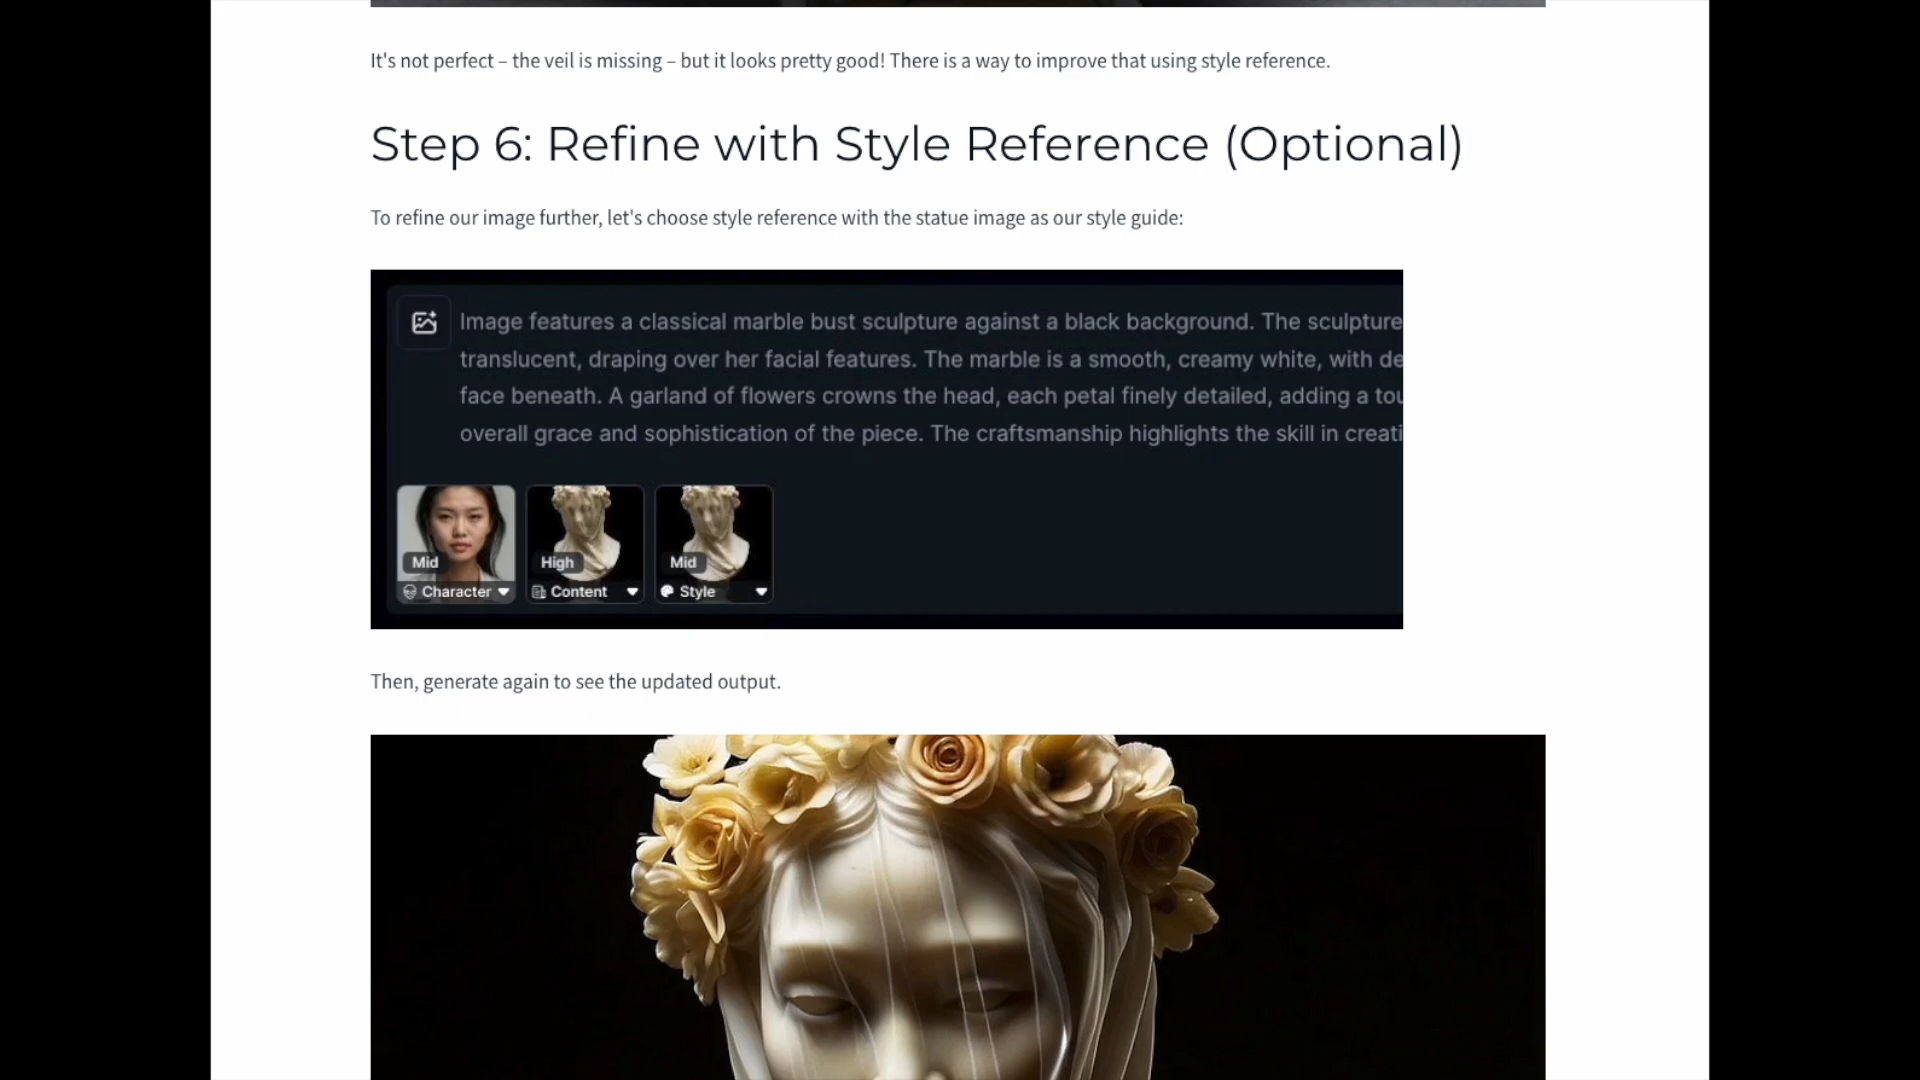 It's not perfect – the veil is missing – but it looks pretty good! There is a way to improve that using style reference.
Step 6: Refine with Style Reference (Optional)
To refine our image further, let's choose style reference with the statue image as our style guide:
Image features a classical marble bust sculpture against a black background. The sculpture
translucent, draping over her facial features. The marble is a smooth, creamy white, with de
face beneath. A garland of flowers crowns the head, each petal finely detailed, adding a tou
overall grace and sophistication of the piece. The craftsmanship highlights the skill in creati
Mid High Mid
Character Content Style
Then, generate again to see the updated output.